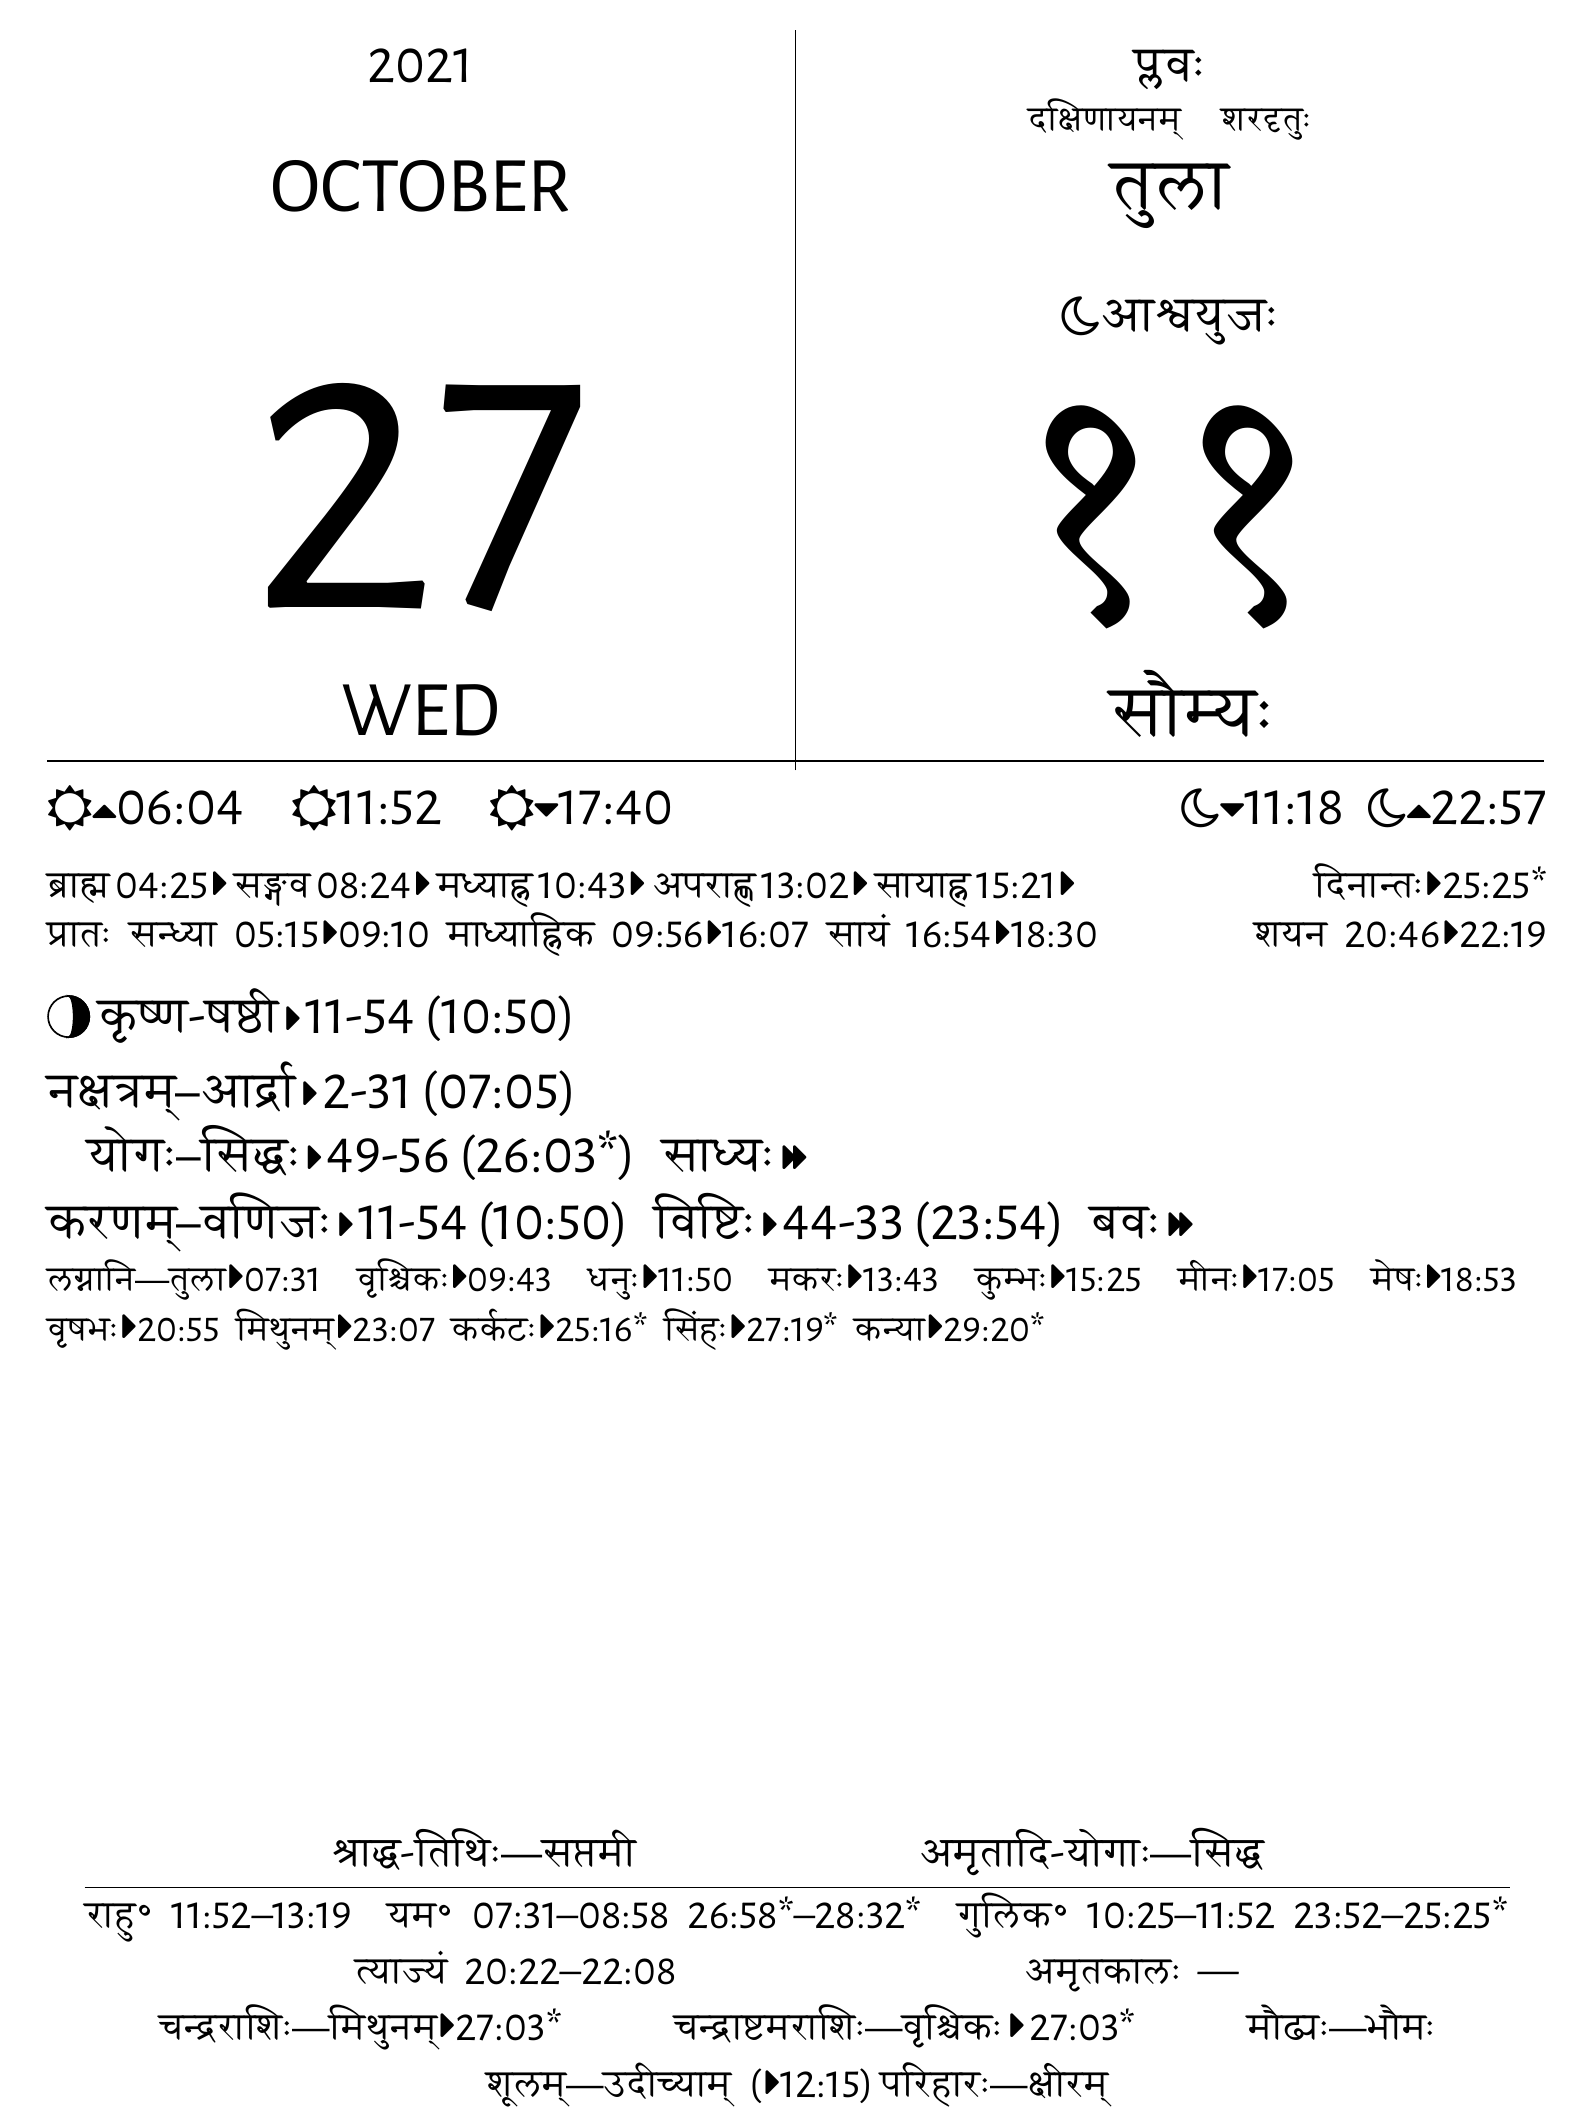 2021
OCTOBER
27
WED
प्लवः
दक्षिणायनम् शरदृतुः
तुला
आश्वयुजः
११
सौम्यः
06:04 11:52 17:40 11:18 22:57
ब्राह्म 04:25 सङ्गव 08:24 मध्याह्न 10:43 अपराह्ण 13:02 सायाह्न 15:21 दिनान्तः 25:25*
प्रातः सन्ध्या 05:15 09:10 माध्याह्निक 09:56 16:07 सायं 16:54 18:30 शयन 20:46 22:19
कृष्ण-षष्ठी 11-54 (10:50)
नक्षत्रम्–आर्द्रा 2-31 (07:05)
योगः–सिद्धः 49-56 (26:03*) साध्यः
करणम्–वणिजः 11-54 (10:50) विष्टिः 44-33 (23:54) बवः
लग्नानि—तुला 07:31 वृश्चिकः 09:43 धनुः 11:50 मकरः 13:43 कुम्भः 15:25 मीनः 17:05 मेषः 18:53
वृषभः 20:55 मिथुनम् 23:07 कर्कटः 25:16* सिंहः 27:19* कन्या 29:20*
श्राद्ध-तिथिः—सप्तमी अमृतादि-योगाः—सिद्ध
राहु॰ 11:52–13:19 यम॰ 07:31–08:58 26:58*–28:32* गुलिक॰ 10:25–11:52 23:52–25:25*
त्याज्यं 20:22–22:08 अमृतकालः —
चन्द्रराशिः—मिथुनम् 27:03* चन्द्राष्टमराशिः—वृश्चिकः 27:03* मौढ्यः—भौमः
शूलम्—उदीच्याम् (12:15) परिहारः—क्षीरम्